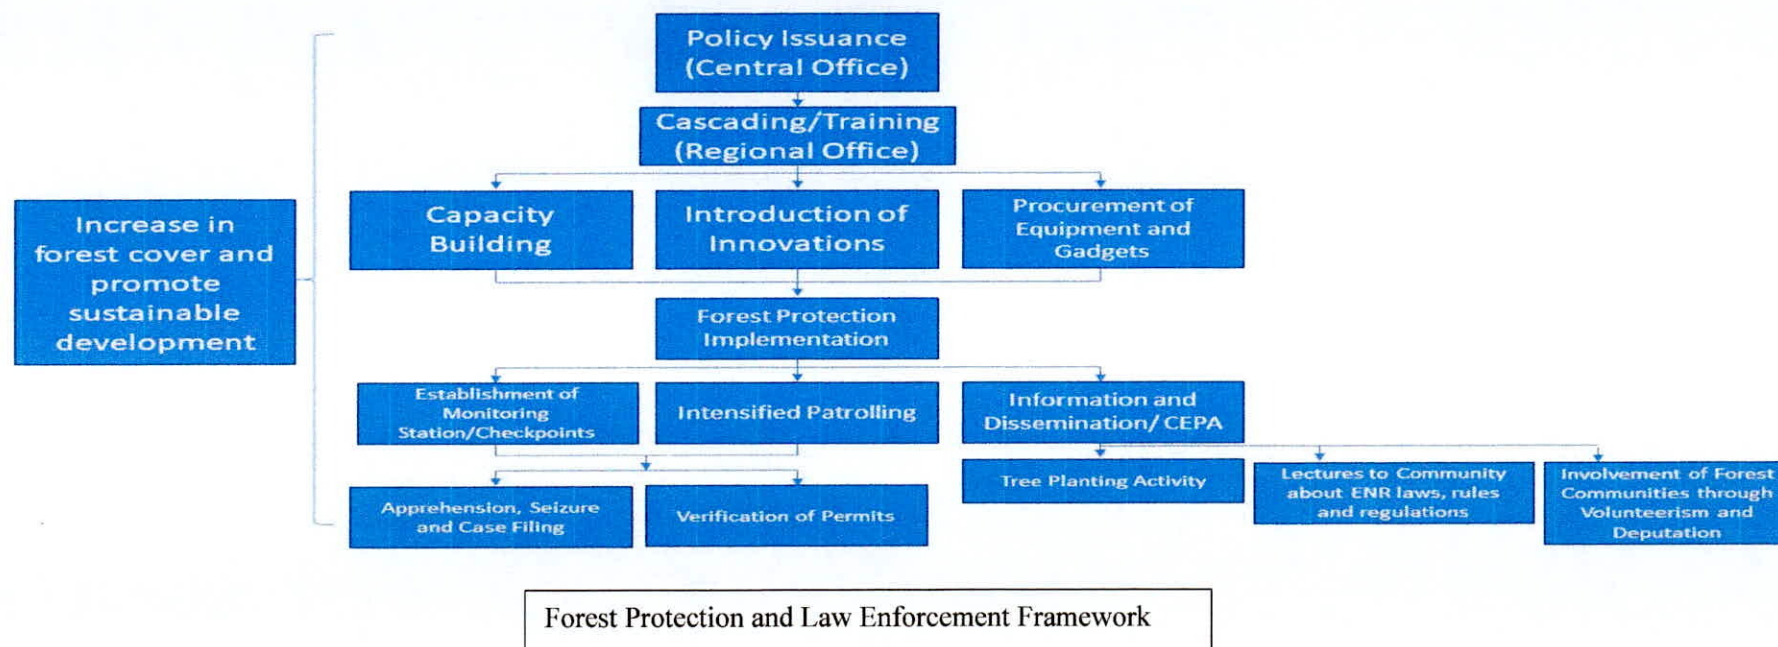 Policy Issuance
(Central Office)
Cascading/Training
(Regional Office)
Capacity
Building
Introduction of
Innovations
Procurement of
Equipment and
Gadgets
Increase in
forest cover and
promote
sustainable
development
Forest Protection
Implementation
Establishment of
Monitoring
Station/Checkpoints
Intensified Patrolling
Information and
Dissemination/ CEPA
Tree Planting Activity
Lectures to Community
about ENR laws, rules
and regulations
Involvement of Forest
Communities through
Volunteerism and
Deputation
Apprehension, Seizure
and Case Filing
Verification of Permits
Forest Protection and Law Enforcement Framework